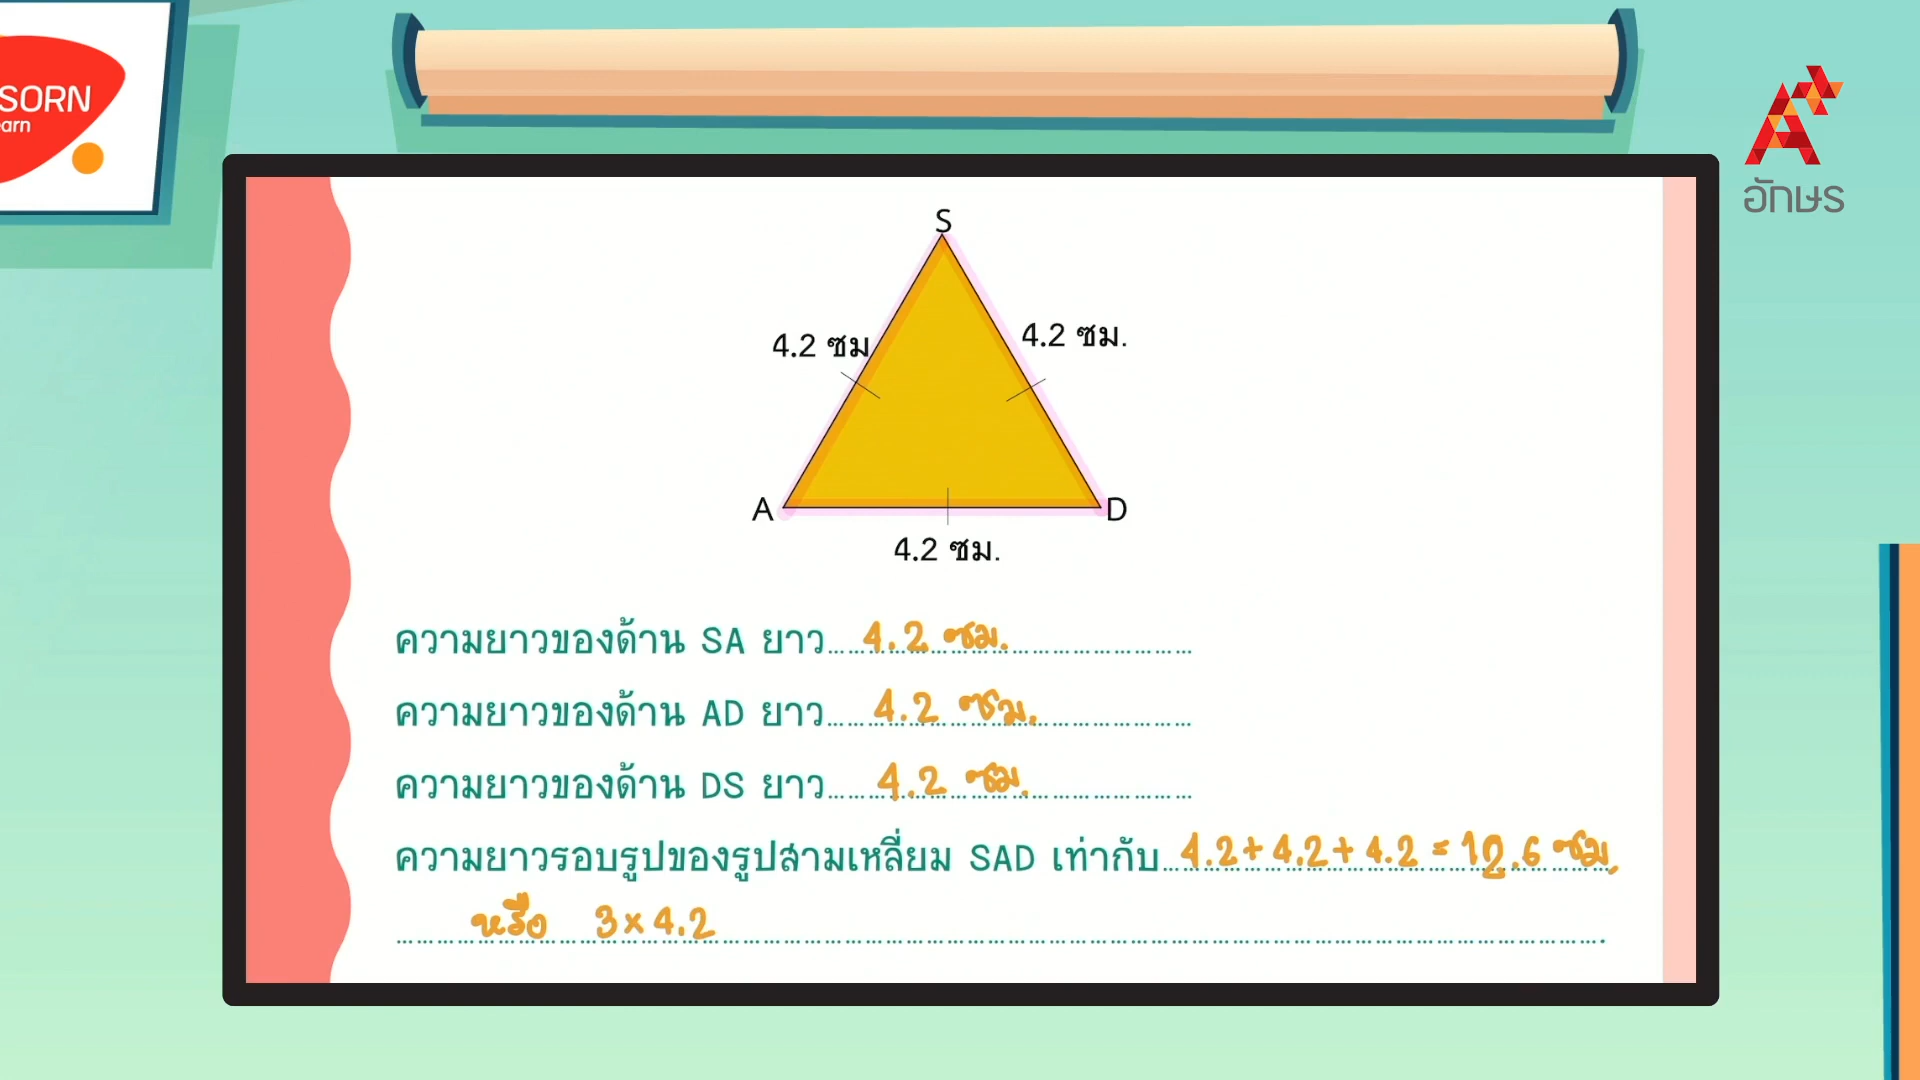 SORN
earn
อักษร
S
4.2 ซม
4.2 ซม.
A
D
4.2 ซม.
ความยาวของด้าน SA ยาว 4.2 ซม.
ความยาวของด้าน AD ยาว 4.2 ซม.
ความยาวของด้าน DS ยาว 4.2 ซม.
ความยาวรอบรูปของรูปสามเหลี่ยม SAD เท่ากับ 4.2+4.2+4.2 = 12.6 ซม.
หรือ 3×4.2